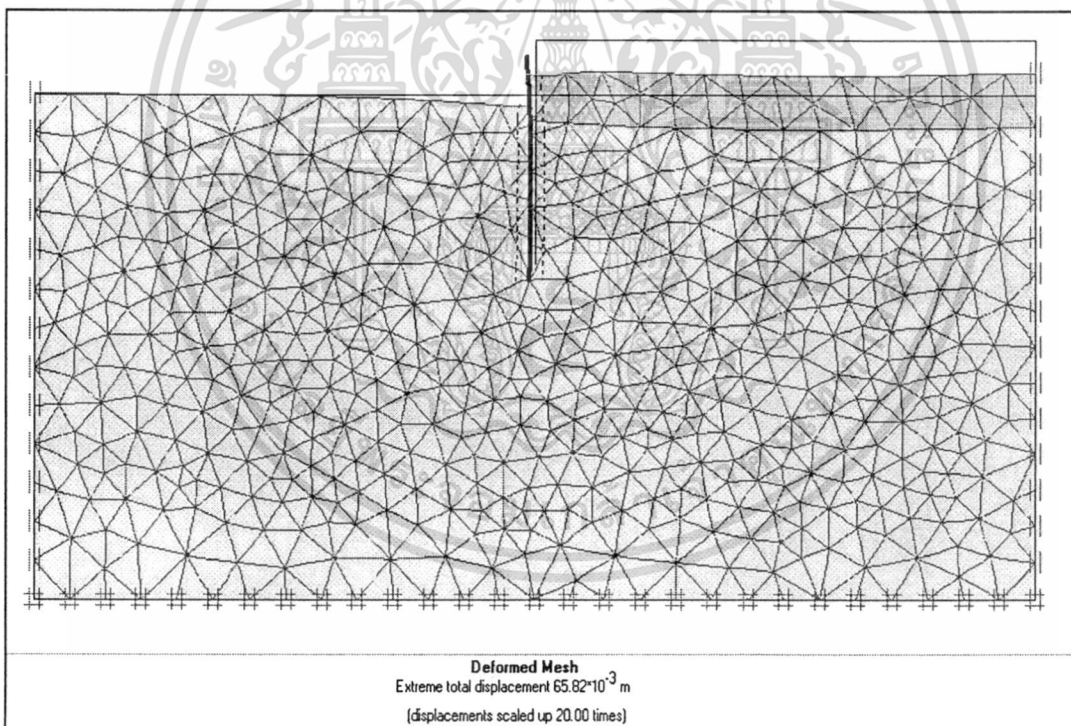 Deformed Mesh
Extreme total displacement 65.82*10-3 m
(displacements scaled up 20.00 times)